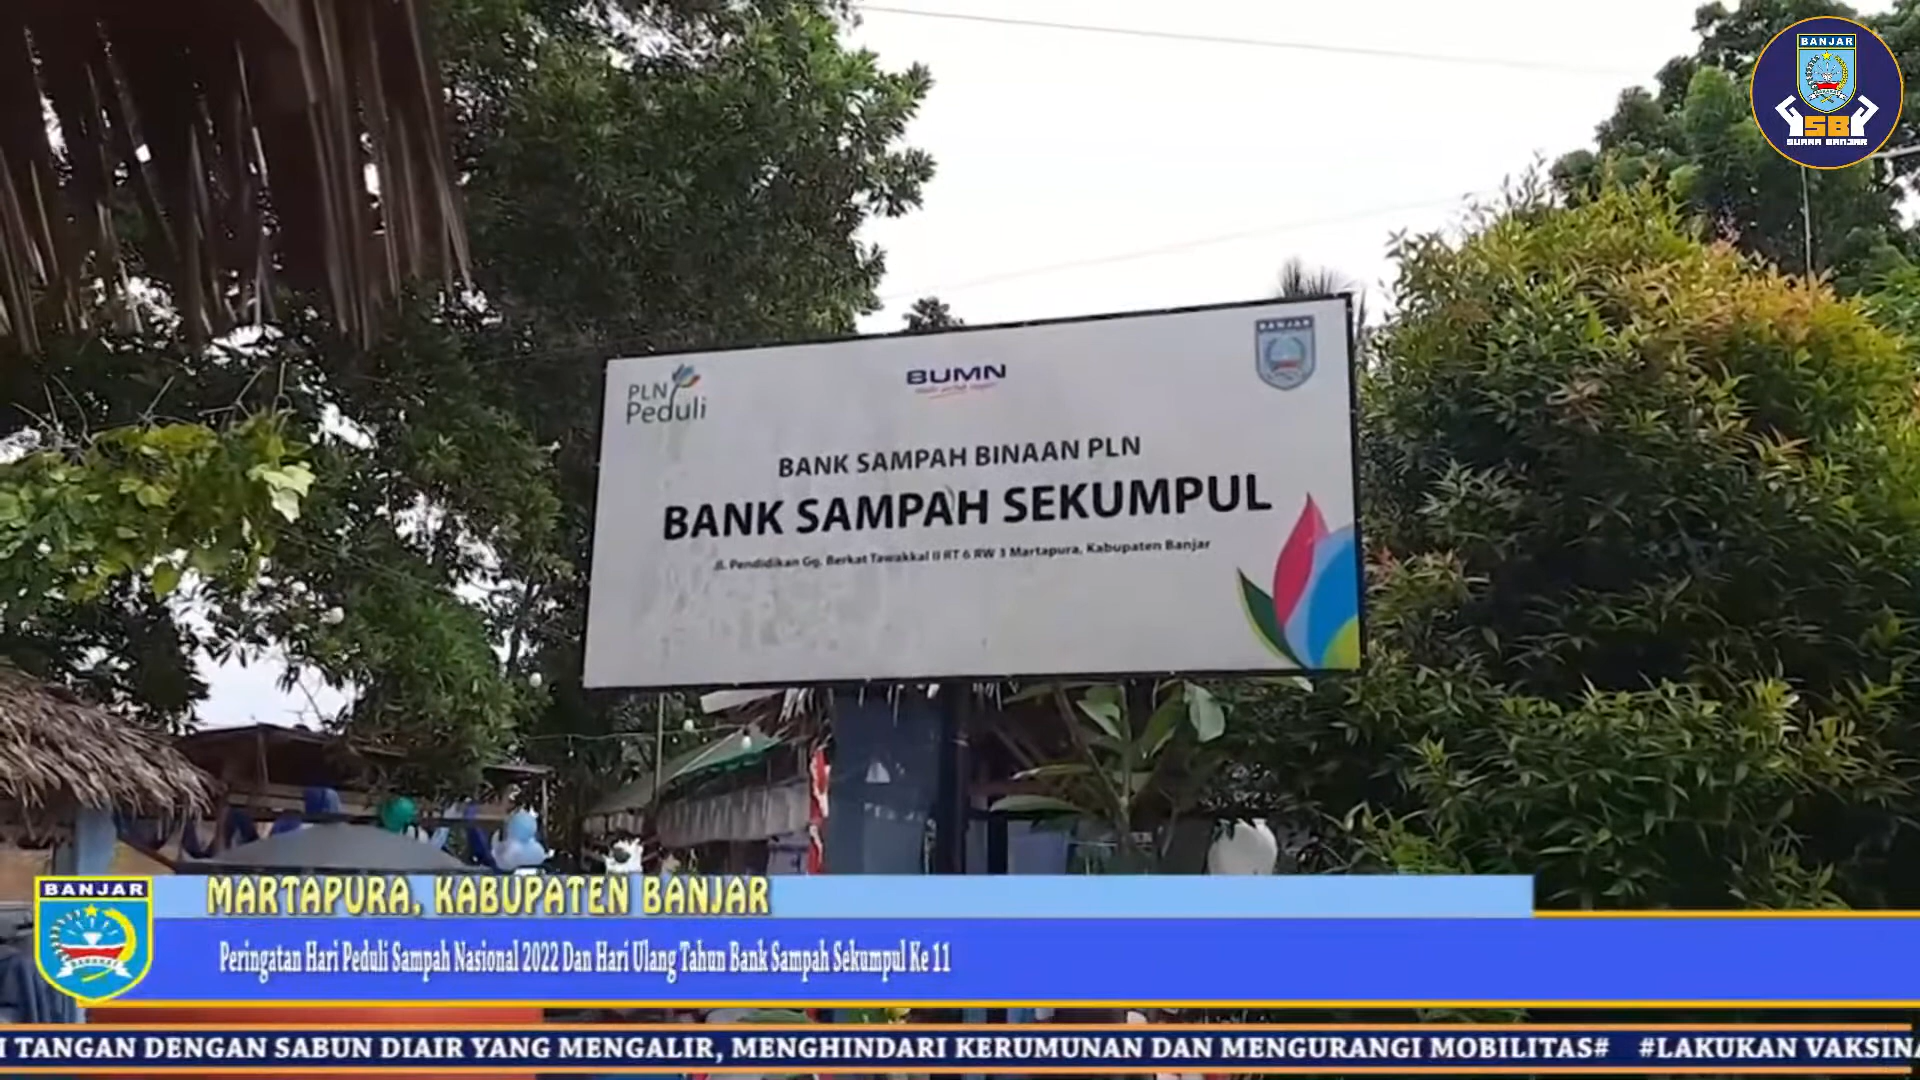 BANJAR
SB
SUARA BANJAR
PLN
Peduli
BUMN
BANJAR
BANK SAMPAH BINAAN PLN
BANK SAMPAH SEKUMPUL
Jl. Pendidikan Gg. Berkat Tawakkal II RT 6 RW 3 Martapura, Kabupaten Banjar
BANJAR
MARTAPURA, KABUPATEN BANJAR
Peringatan Hari Peduli Sampah Nasional 2022 Dan Hari Ulang Tahun Bank Sampah Sekumpul Ke 11
I TANGAN DENGAN SABUN DIAIR YANG MENGALIR, MENGHINDARI KERUMUNAN DAN MENGURANGI MOBILITAS# #LAKUKAN VAKSINA